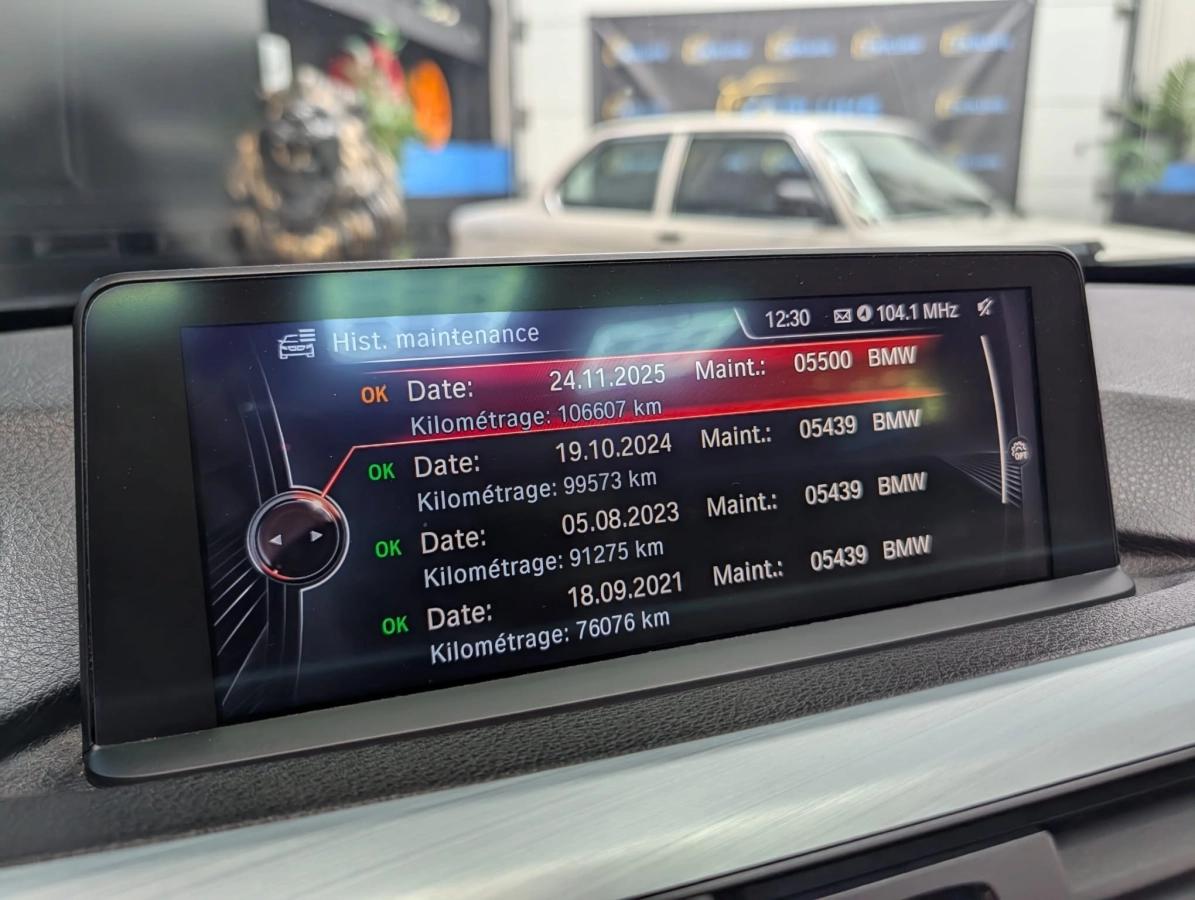 Hist. maintenance 12:30 104.1 MHz
OK Date: 24.11.2025 Maint.: 05500 BMW
Kilométrage: 106607 km
OK Date: 19.10.2024 Maint.: 05439 BMW
Kilométrage: 99573 km
OK Date: 05.08.2023 Maint.: 05439 BMW
Kilométrage: 91275 km
OK Date: 18.09.2021 Maint.: 05439 BMW
Kilométrage: 76076 km